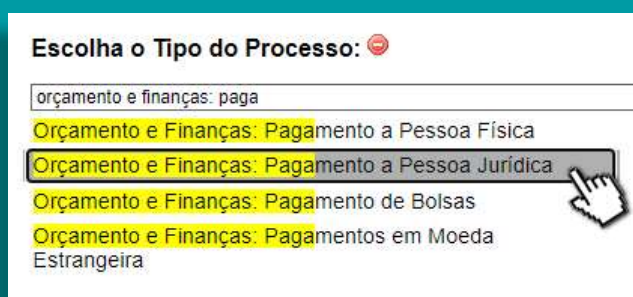 Escolha o Tipo do Processo:
orçamento e finanças: paga
Orçamento e Finanças: Pagamento a Pessoa Física
Orçamento e Finanças: Pagamento a Pessoa Jurídica
Orçamento e Finanças: Pagamento de Bolsas
Orçamento e Finanças: Pagamentos em Moeda
Estrangeira